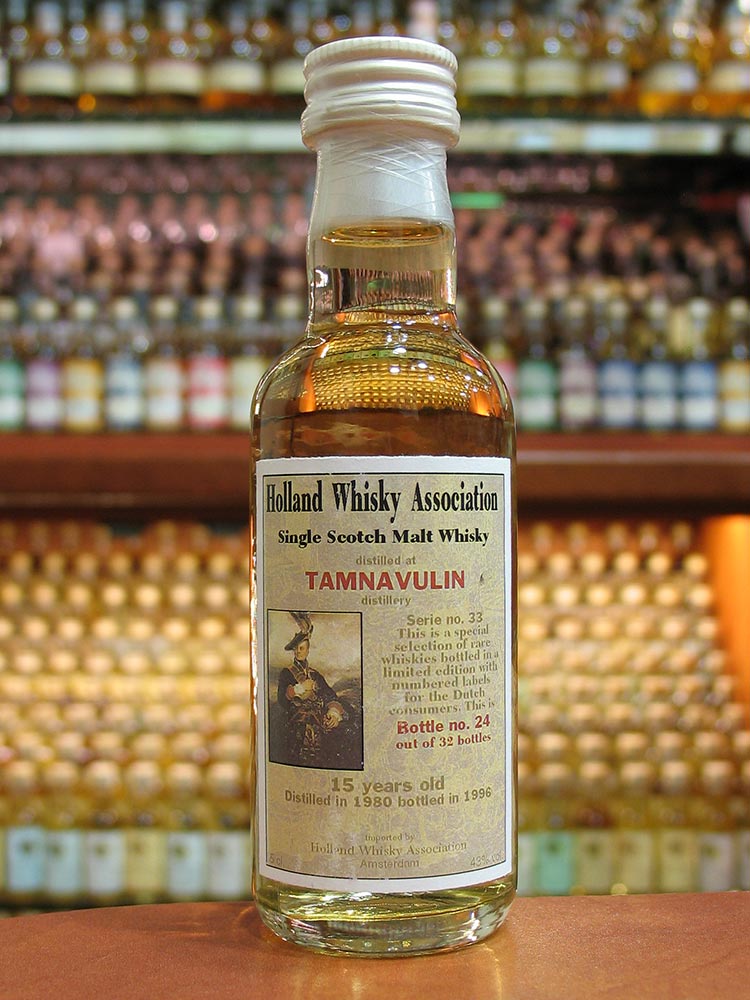 Holland Whisky Association
Single Scotch Malt Whisky
distilled at
TAMNAVULIN
distillery
Serie no. 33
This is a special
selection of rare
whiskies bottled in a
limited edition with
numbered labels
for the Dutch
consumers. This is
Bottle no. 24
out of 32 bottles
15 years old
Distilled in 1980 bottled in 1996
imported by
Holland Whisky Association
5 cl
Amsterdam
43% vol